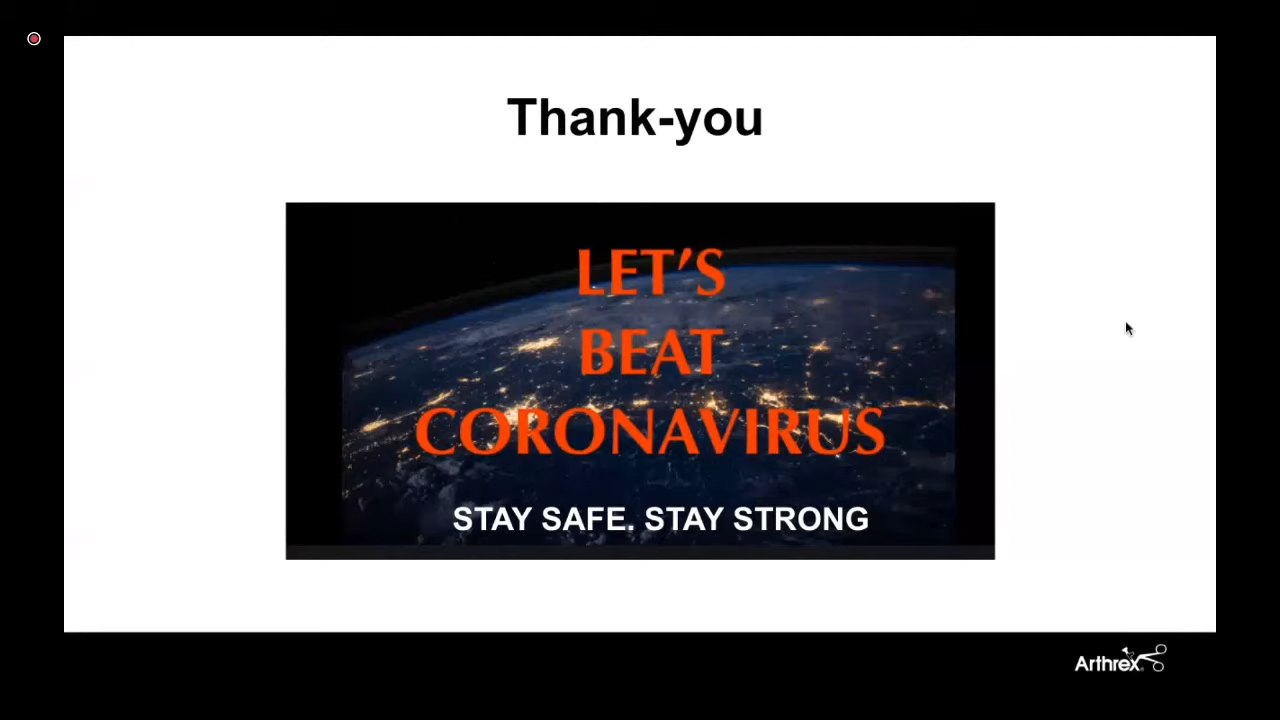 Thank-you
LET'S
BEAT
CORONAVIRUS
STAY SAFE. STAY STRONG
Arthrex